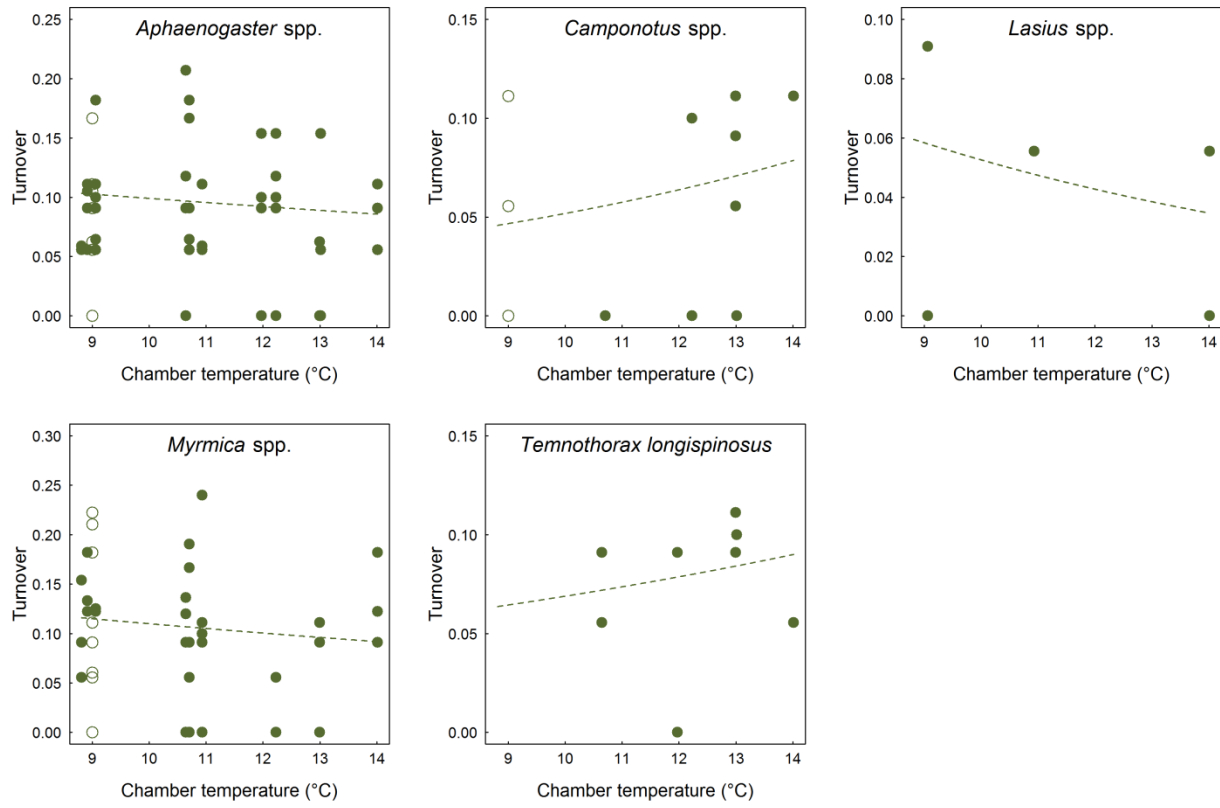 Aphaenogaster spp.
Turnover
0.25
0.20
0.15
0.10
0.05
0.00
9 10 11 12 13 14
Chamber temperature (°C)
Camponotus spp.
Turnover
0.15
0.10
0.05
0.00
9 10 11 12 13 14
Chamber temperature (°C)
Lasius spp.
Turnover
0.10
0.08
0.06
0.04
0.02
0.00
9 10 11 12 13 14
Chamber temperature (°C)
Myrmica spp.
Turnover
0.30
0.25
0.20
0.15
0.10
0.05
0.00
9 10 11 12 13 14
Chamber temperature (°C)
Temnothorax longispinosus
Turnover
0.15
0.10
0.05
0.00
9 10 11 12 13 14
Chamber temperature (°C)